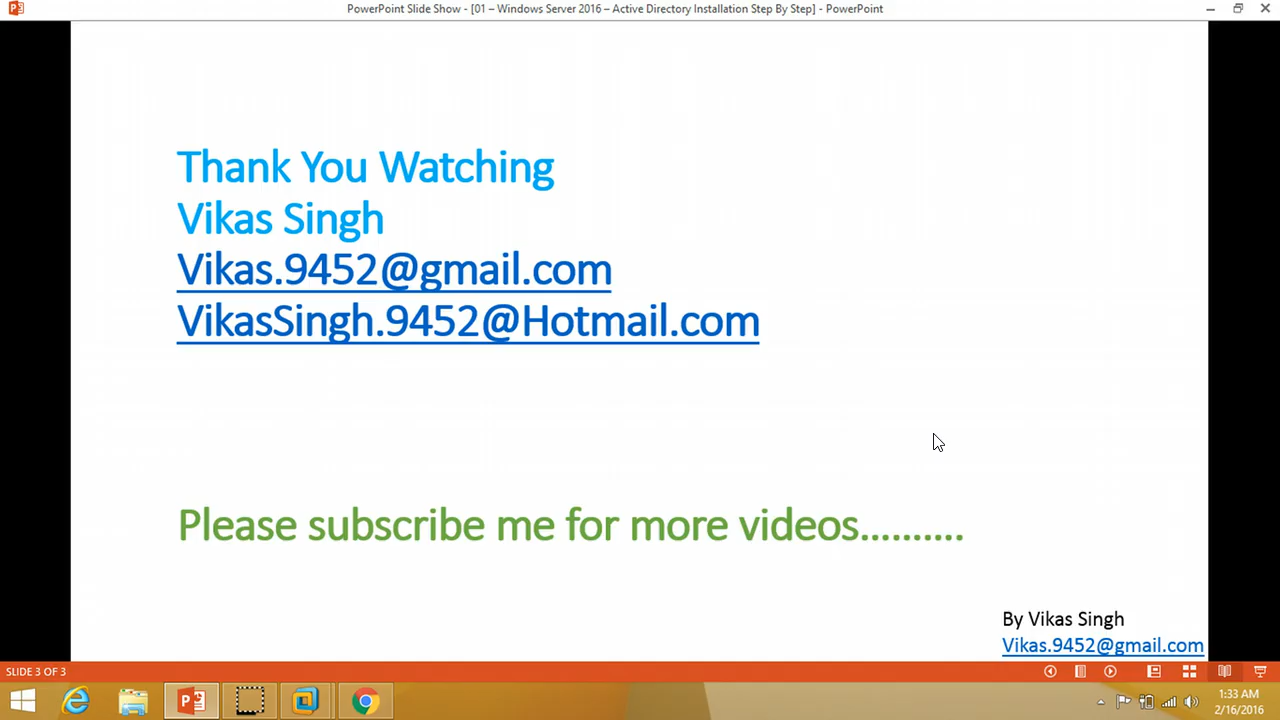 PowerPoint Slide Show - [01 – Windows Server 2016 – Active Directory Installation Step By Step] - PowerPoint
Thank You Watching
Vikas Singh
Vikas.9452@gmail.com
VikasSingh.9452@Hotmail.com
Please subscribe me for more videos..........
By Vikas Singh
Vikas.9452@gmail.com
SLIDE 3 OF 3
1:33 AM
2/16/2016